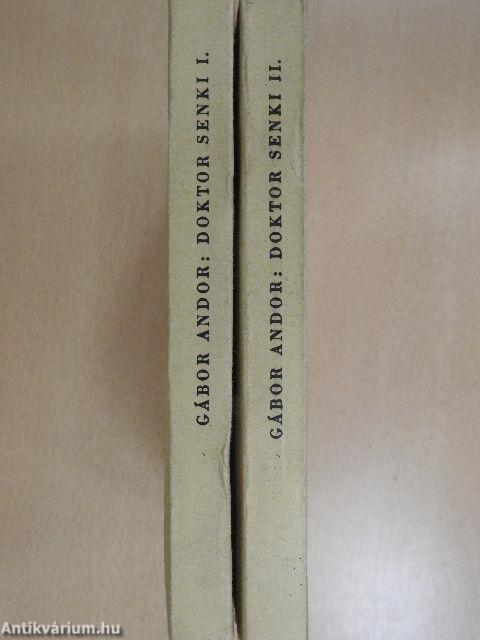 GÁBOR ANDOR: DOKTOR SENKI I.
GÁBOR ANDOR: DOKTOR SENKI II.
Antikvárium.hu